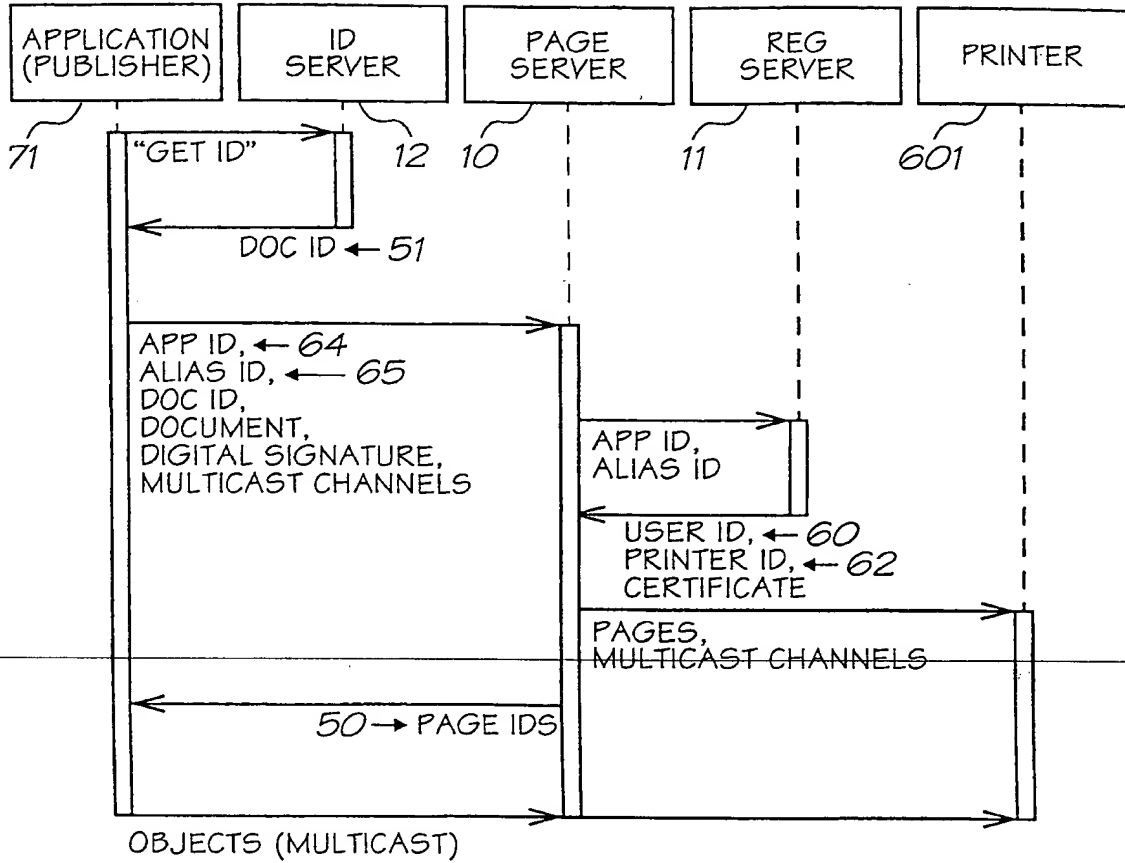 APPLICATION
(PUBLISHER)
ID
SERVER
PAGE
SERVER
REG
SERVER
PRINTER
71
12
10
11
601
"GET ID"
DOC ID ← 51
APP ID, ← 64
ALIAS ID, ← 65
DOC ID,
DOCUMENT,
DIGITAL SIGNATURE,
MULTICAST CHANNELS
APP ID,
ALIAS ID
USER ID, ← 60
PRINTER ID, ← 62
CERTIFICATE
PAGES,
MULTICAST CHANNELS
50 → PAGE IDS
OBJECTS (MULTICAST)